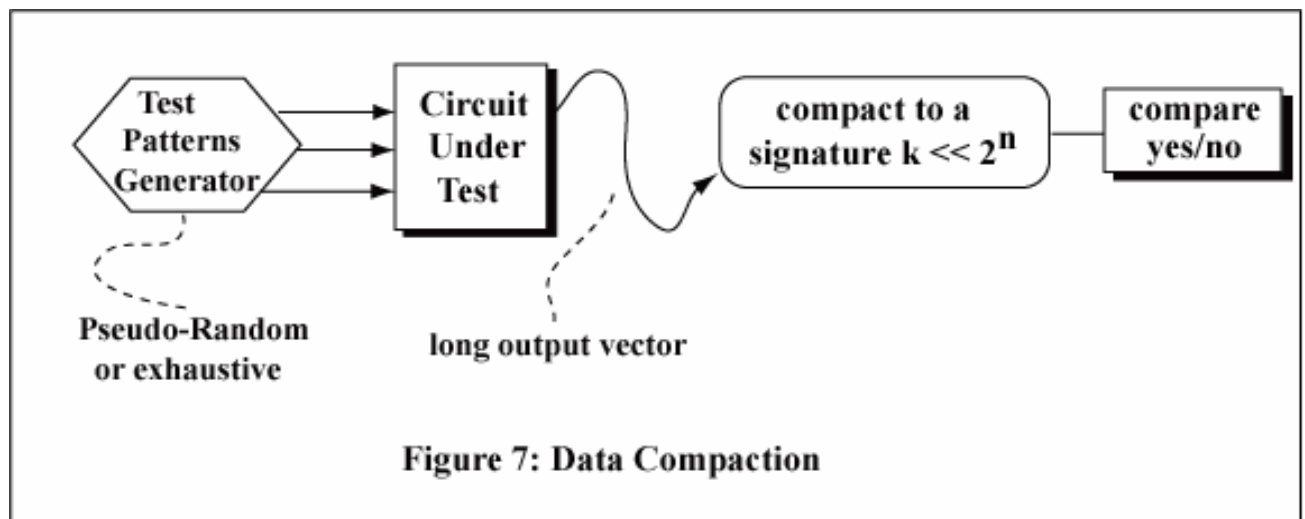 Test
Patterns
Generator
Circuit
Under
Test
compact to a
signature k << 2^n
compare
yes/no
Pseudo-Random
or exhaustive
long output vector
Figure 7: Data Compaction